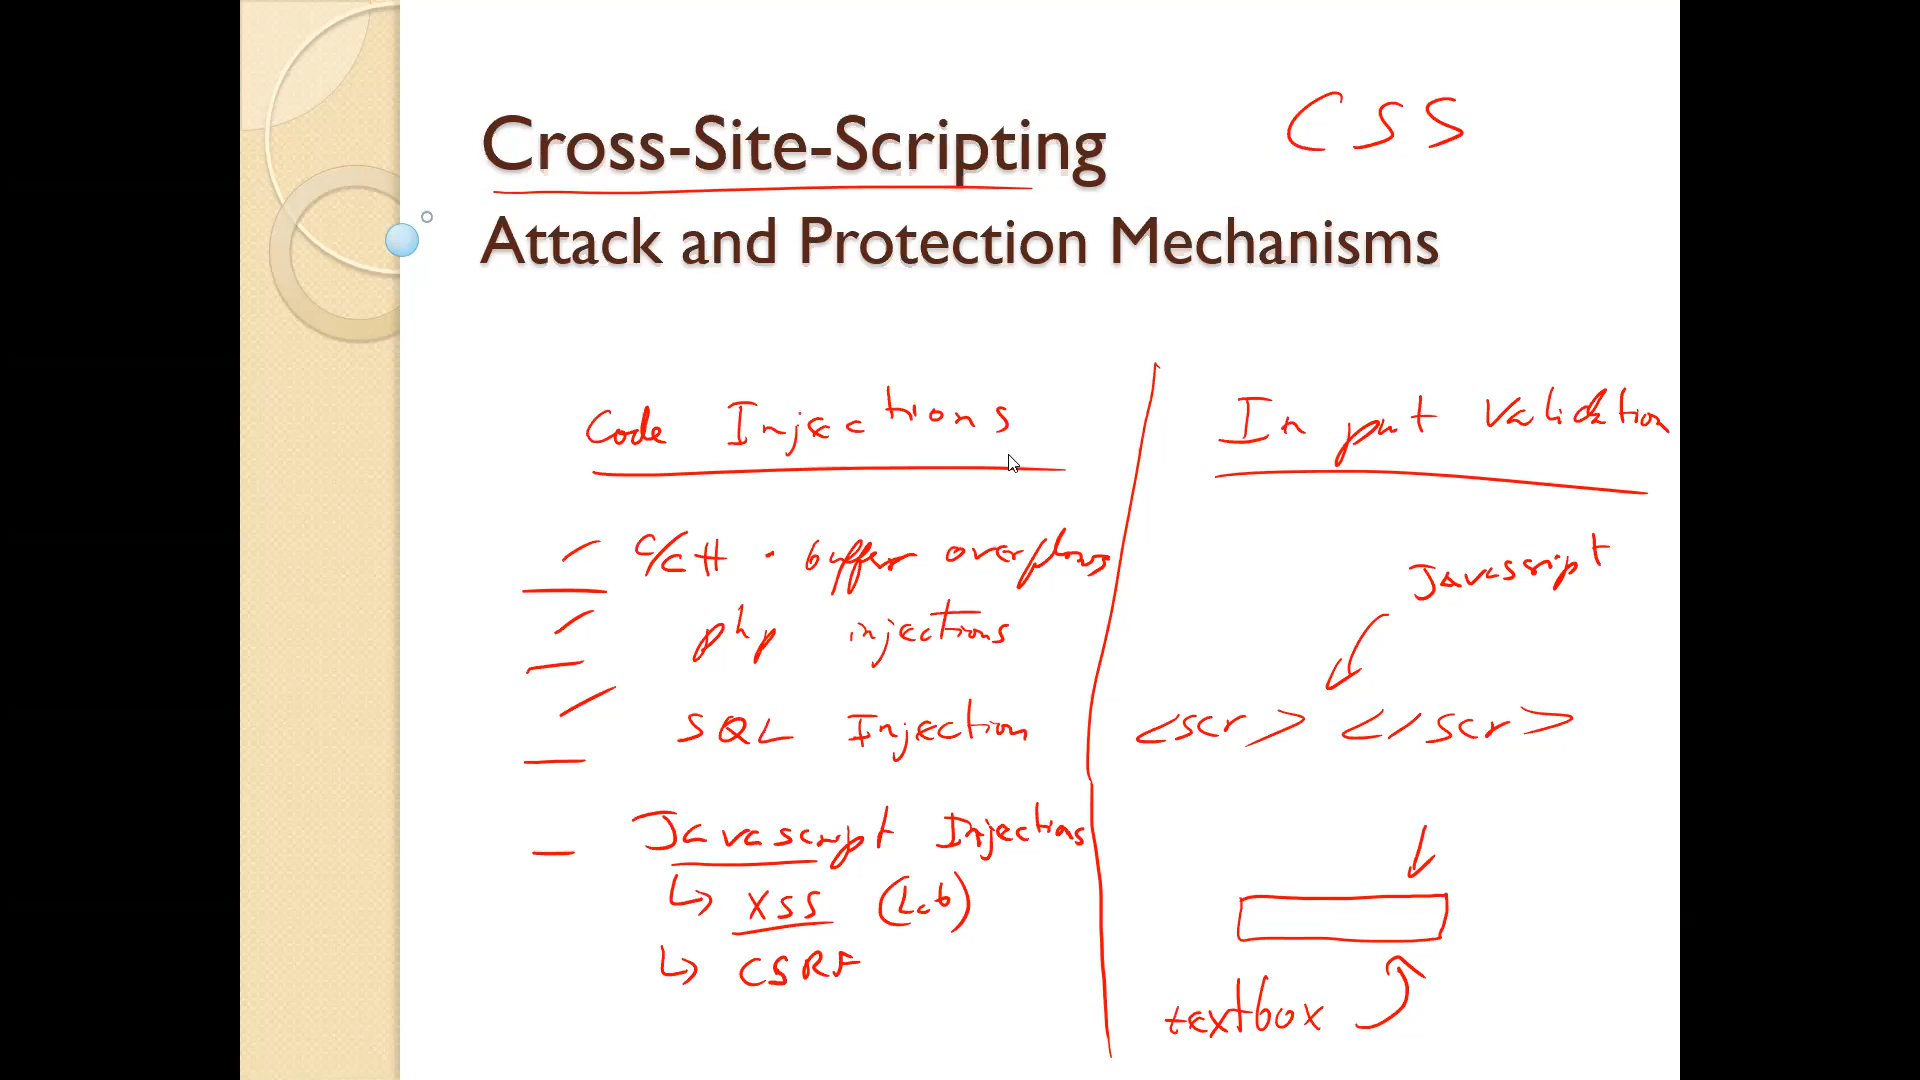 Cross-Site-Scripting
CSS
Attack and Protection Mechanisms
Code Injections
C/C++ · buffer overflows
php injections
SQL Injection
Javascript Injections
↳ XSS (Lab)
↳ CSRF
Input Validation
Javascript
<scr> </scr>
textbox